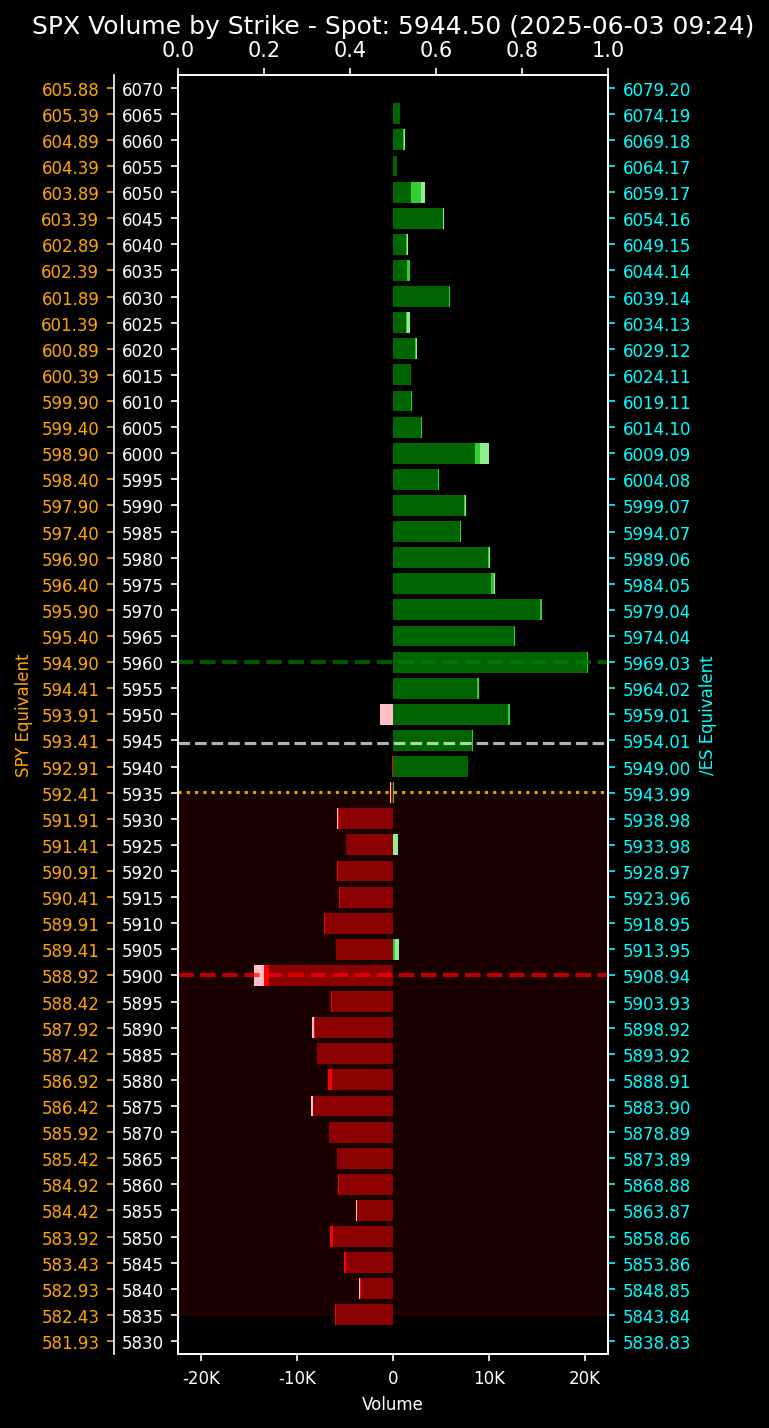 SPX Volume by Strike - Spot: 5944.50 (2025-06-03 09:24)
0.0 0.2 0.4 0.6 0.8 1.0
605.88 6070 6079.20
605.39 6065 6074.19
604.89 6060 6069.18
604.39 6055 6064.17
603.89 6050 6059.17
603.39 6045 6054.16
602.89 6040 6049.15
602.39 6035 6044.14
601.89 6030 6039.14
601.39 6025 6034.13
600.89 6020 6029.12
600.39 6015 6024.11
599.90 6010 6019.11
599.40 6005 6014.10
598.90 6000 6009.09
598.40 5995 6004.08
597.90 5990 5999.07
597.40 5985 5994.07
596.90 5980 5989.06
596.40 5975 5984.05
595.90 5970 5979.04
595.40 5965 5974.04
594.90 5960 5969.03
594.41 5955 5964.02
593.91 5950 5959.01
593.41 5945 5954.01
592.91 5940 5949.00
592.41 5935 5943.99
591.91 5930 5938.98
591.41 5925 5933.98
590.91 5920 5928.97
590.41 5915 5923.96
589.91 5910 5918.95
589.41 5905 5913.95
588.92 5900 5908.94
588.42 5895 5903.93
587.92 5890 5898.92
587.42 5885 5893.92
586.92 5880 5888.91
586.42 5875 5883.90
585.92 5870 5878.89
585.42 5865 5873.89
584.92 5860 5868.88
584.42 5855 5863.87
583.92 5850 5858.86
583.43 5845 5853.86
582.93 5840 5848.85
582.43 5835 5843.84
581.93 5830 5838.83
SPY Equivalent
/ES Equivalent
-20K -10K 0 10K 20K
Volume